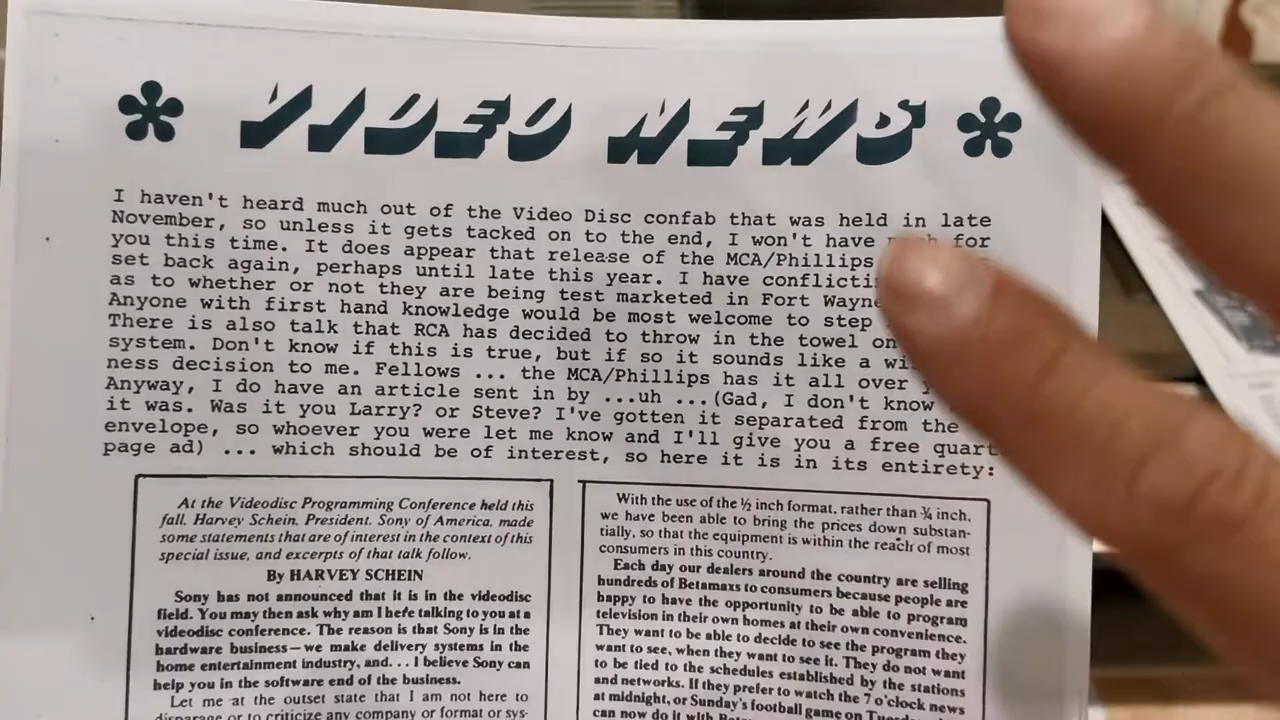 * VIDEO NEWS *
I haven't heard much out of the Video Disc confab that was held in late
November, so unless it gets tacked on to the end, I won't have for
you this time. It does appear that release of the MCA/Phillips
set back again, perhaps until late this year. I have
as to whether or not they are being test marketed in Fort Wayne
Anyone with first hand knowledge would be most welcome to step
There is also talk that RCA has decided to throw in the towel on
system. Don't know if this is true, but if so it sounds like a
ness decision to me. Fellows ... the MCA/Phillips has it all over
Anyway, I do have an article sent in by ...uh ...(Gad, I don't know
it was. Was it you Larry? or Steve? I've gotten it separated from the
envelope, so whoever you were let me know and I'll give you a free
page ad) ... which should be of interest, so here it is in its entirety:
At the Videodisc Programming Conference held this
fall, Harvey Schein, President, Sony of America, made
some statements that are of interest in the context of this
special issue, and excerpts of that talk follow.
By HARVEY SCHEIN
Sony has not announced that it is in the videodisc
field. You may then ask why am I here talking to you at a
videodisc conference. The reason is that Sony is in the
hardware business—we make delivery systems in the
home entertainment industry, and. . . I believe Sony can
help you in the software end of the business.
Let me at the outset state that I am not here to
disparage or to criticize any company or format or sys-
With the use of the ½ inch format, rather than ¾ inch,
we have been able to bring the prices down substan-
tially, so that the equipment is within the reach of most
consumers in this country.
Each day our dealers around the country are selling
hundreds of Betamaxs to consumers because people are
happy to have the opportunity to be able to program
television in their own homes at their own convenience.
They want to be able to decide to see the program they
want to see, when they want to see it. They do not want
to be tied to the schedules established by the stations
and networks. If they prefer to watch the 7 o'clock news
at midnight, or Sunday's football game on
can now do it with